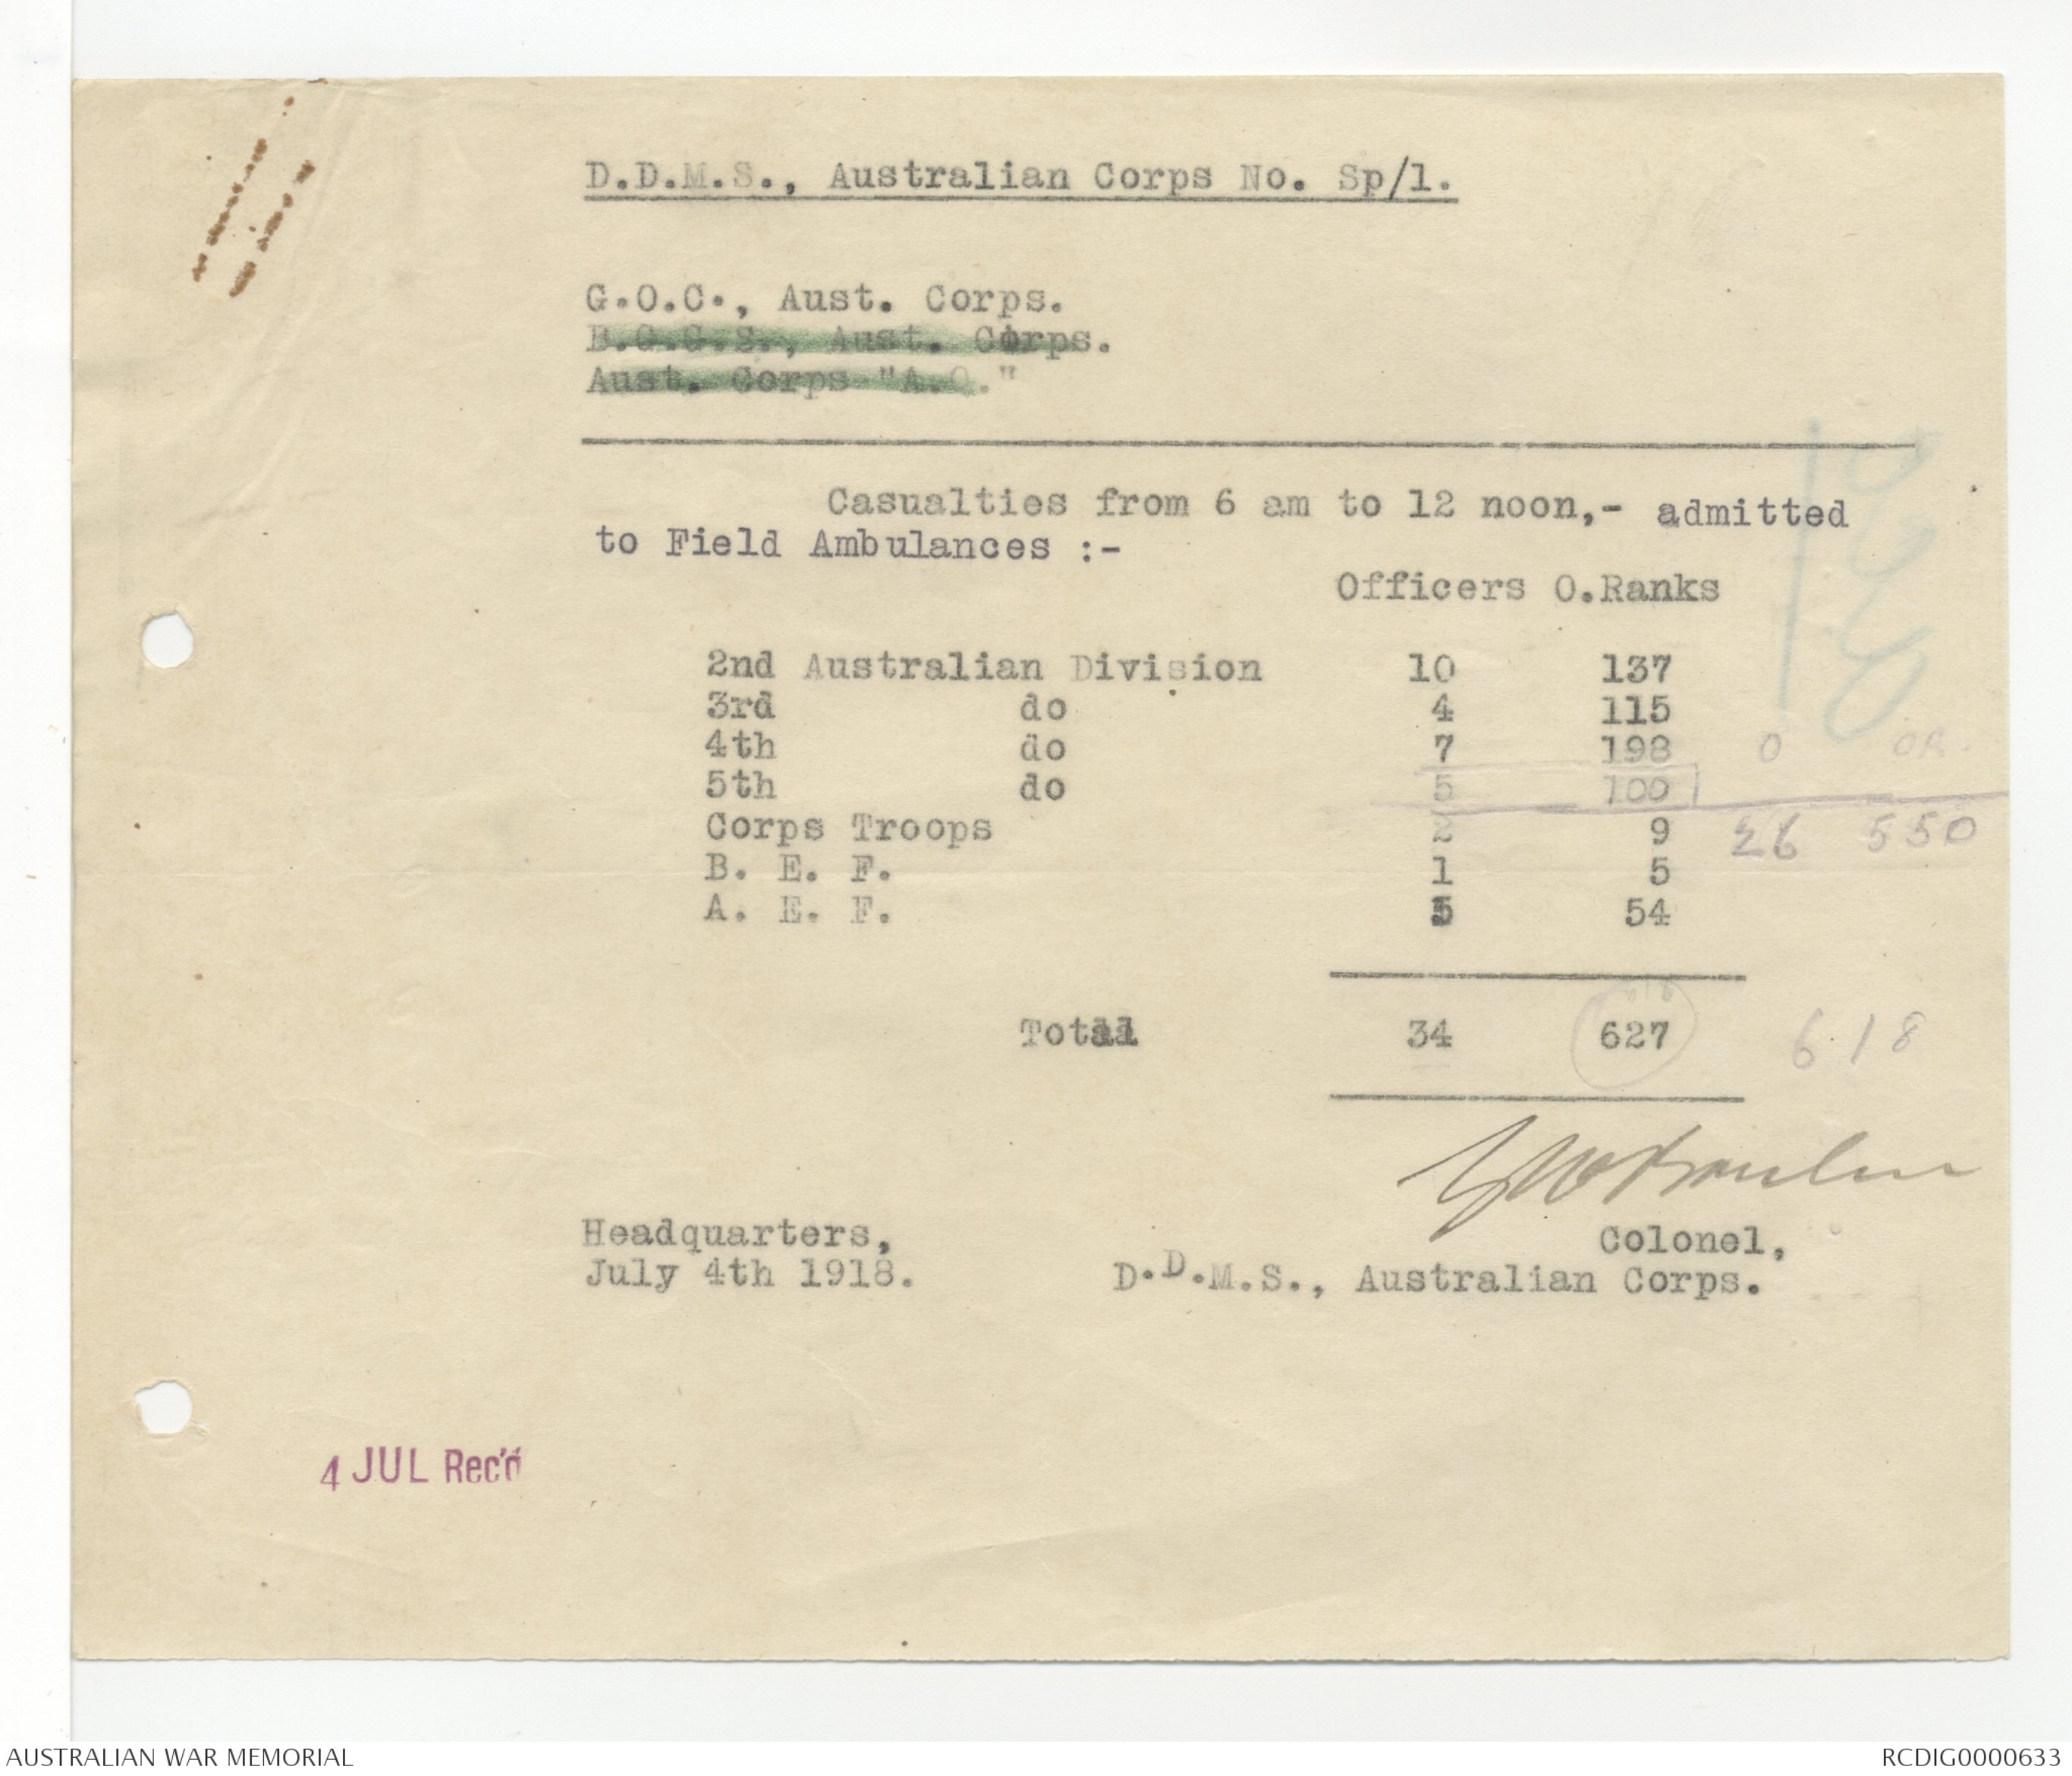 D.D.M.S., Australian Corps No. Sp/1.
G.O.C., Aust. Corps.
B.G.G.S., Aust. Corps.
Aust. Corps "A.Q."
Casualties from 6 am to 12 noon,- admitted
to Field Ambulances :-
Officers O.Ranks
2nd Australian Division 10 137
3rd do 4 115
4th do 7 198 O OR
5th do 5 100
Corps Troops 2 9 26 550
B. E. F. 1 5
A. E. F. 5 54
618
Total 34 627 618
Colonel,
Headquarters,
July 4th 1918. D.D.M.S., Australian Corps.
4 JUL Rec'd
AUSTRALIAN WAR MEMORIAL RCDIG0000633